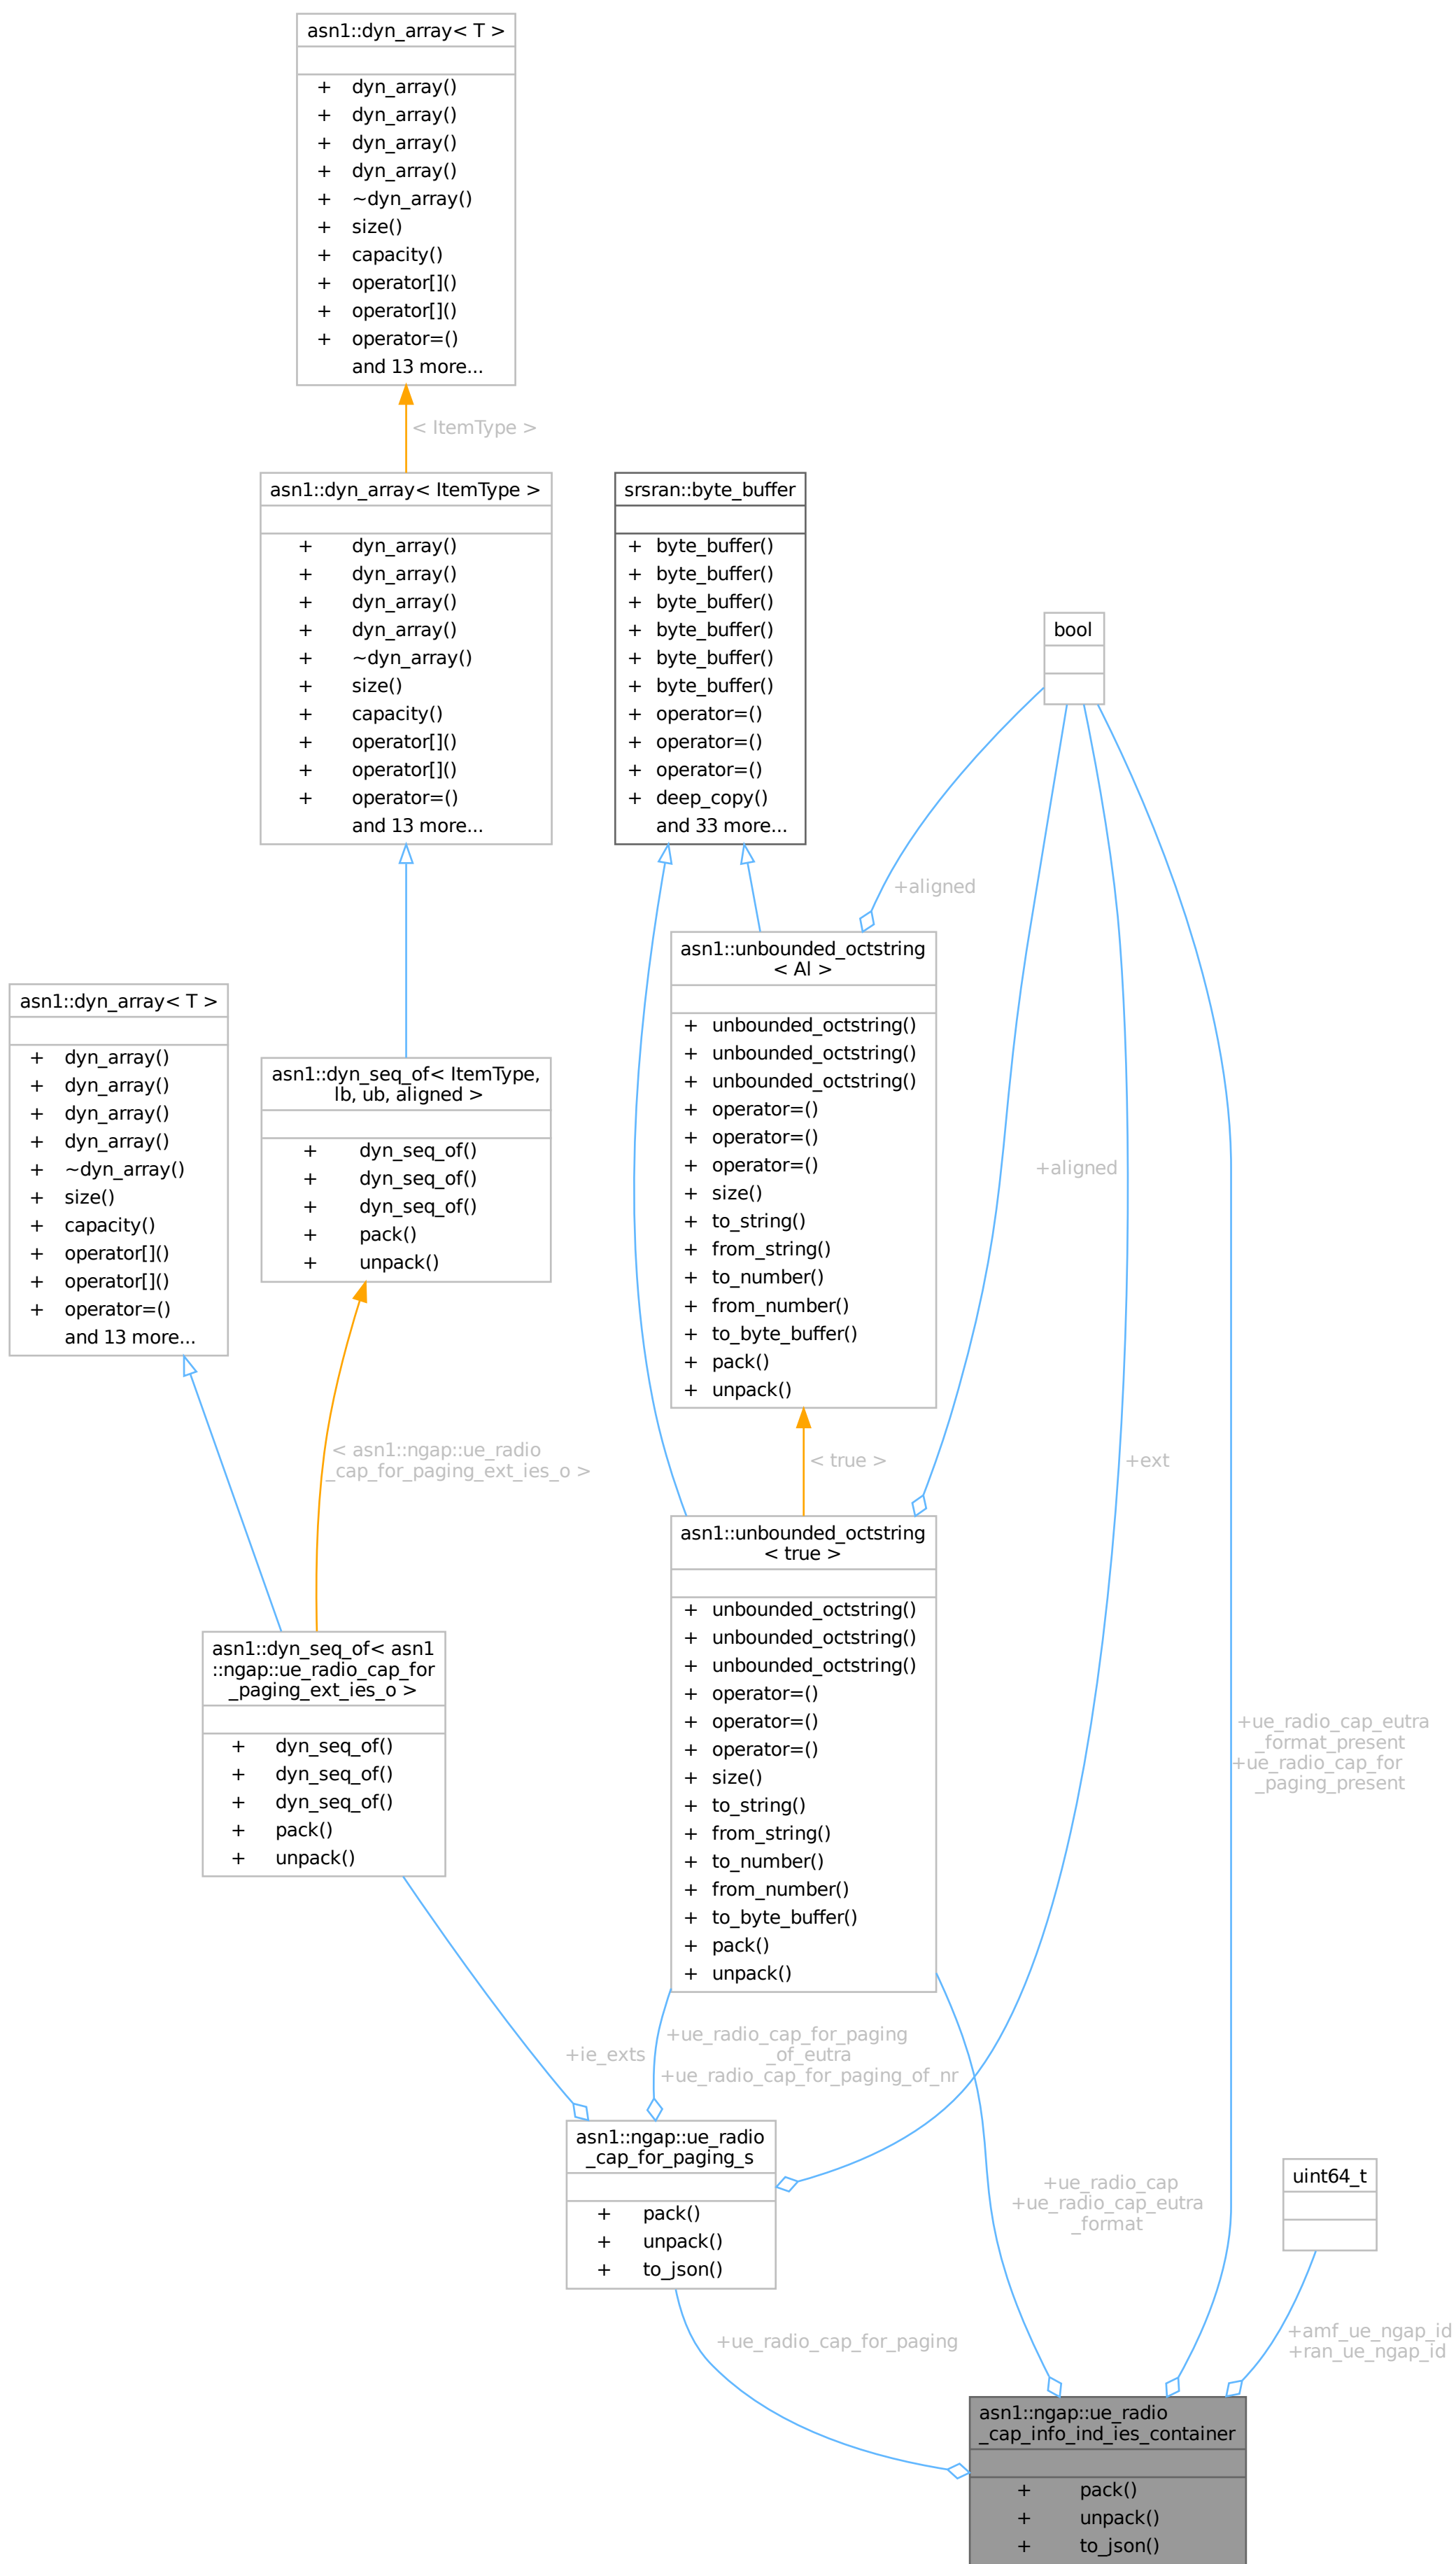 asn1::dyn_array< T >
+ dyn_array()
+ dyn_array()
+ dyn_array()
+ dyn_array()
+ ~dyn_array()
+ size()
+ capacity()
+ operator[]()
+ operator[]()
+ operator=()
and 13 more...
< ItemType >
asn1::dyn_array< ItemType >
+ dyn_array()
+ dyn_array()
+ dyn_array()
+ dyn_array()
+ ~dyn_array()
+ size()
+ capacity()
+ operator[]()
+ operator[]()
+ operator=()
and 13 more...
srsran::byte_buffer
+ byte_buffer()
+ byte_buffer()
+ byte_buffer()
+ byte_buffer()
+ byte_buffer()
+ byte_buffer()
+ operator=()
+ operator=()
+ operator=()
+ deep_copy()
and 33 more...
bool
+aligned
asn1::unbounded_octstring
< Al >
+ unbounded_octstring()
+ unbounded_octstring()
+ unbounded_octstring()
+ operator=()
+ operator=()
+ operator=()
+ size()
+ to_string()
+ from_string()
+ to_number()
+ from_number()
+ to_byte_buffer()
+ pack()
+ unpack()
asn1::dyn_array< T >
+ dyn_array()
+ dyn_array()
+ dyn_array()
+ dyn_array()
+ ~dyn_array()
+ size()
+ capacity()
+ operator[]()
+ operator[]()
+ operator=()
and 13 more...
asn1::dyn_seq_of< ItemType,
lb, ub, aligned >
+ dyn_seq_of()
+ dyn_seq_of()
+ dyn_seq_of()
+ pack()
+ unpack()
+aligned
< asn1::ngap::ue_radio
_cap_for_paging_ext_ies_o >
< true >
+ext
asn1::unbounded_octstring
< true >
+ unbounded_octstring()
+ unbounded_octstring()
+ unbounded_octstring()
+ operator=()
+ operator=()
+ operator=()
+ size()
+ to_string()
+ from_string()
+ to_number()
+ from_number()
+ to_byte_buffer()
+ pack()
+ unpack()
asn1::dyn_seq_of< asn1
::ngap::ue_radio_cap_for
_paging_ext_ies_o >
+ dyn_seq_of()
+ dyn_seq_of()
+ dyn_seq_of()
+ pack()
+ unpack()
+ue_radio_cap_eutra
_format_present
+ue_radio_cap_for
_paging_present
+ie_exts
+ue_radio_cap_for_paging
_of_eutra
+ue_radio_cap_for_paging_of_nr
asn1::ngap::ue_radio
_cap_for_paging_s
+ pack()
+ unpack()
+ to_json()
+ue_radio_cap
+ue_radio_cap_eutra
_format
uint64_t
+ue_radio_cap_for_paging
+amf_ue_ngap_id
+ran_ue_ngap_id
asn1::ngap::ue_radio
_cap_info_ind_ies_container
+ pack()
+ unpack()
+ to_json()